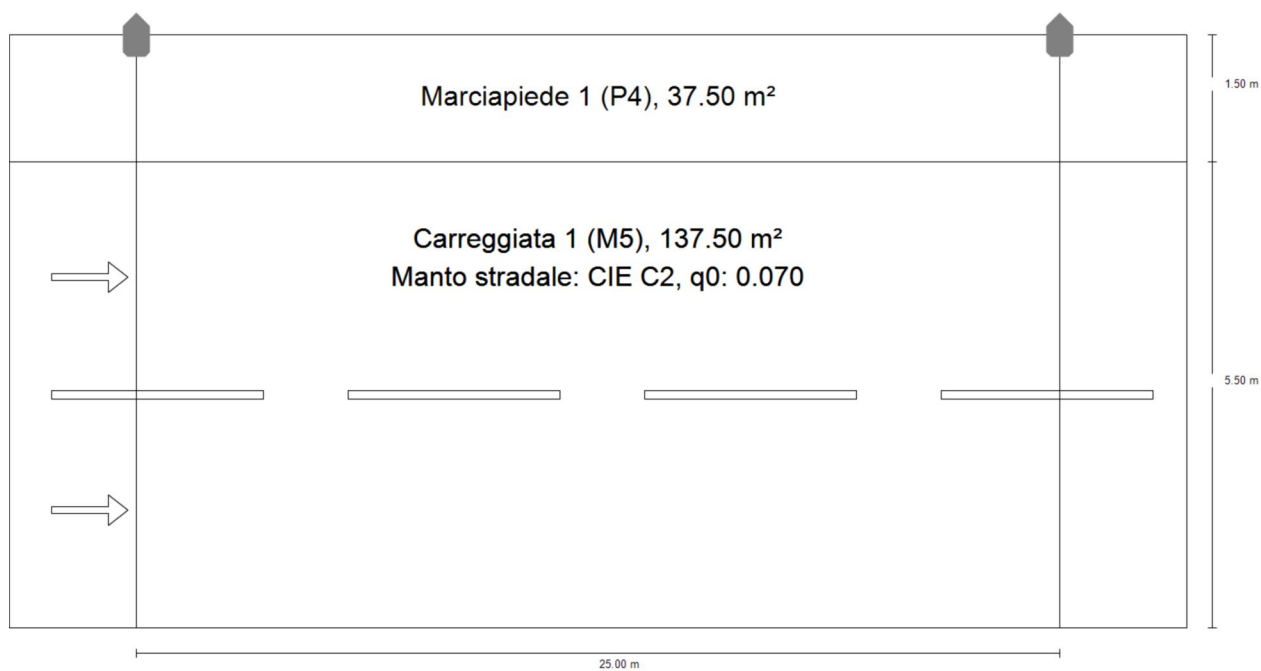 Marciapiede 1 (P4), 37.50 m²
1.50 m
Carreggiata 1 (M5), 137.50 m²
Manto stradale: CIE C2, q0: 0.070
5.50 m
25.00 m